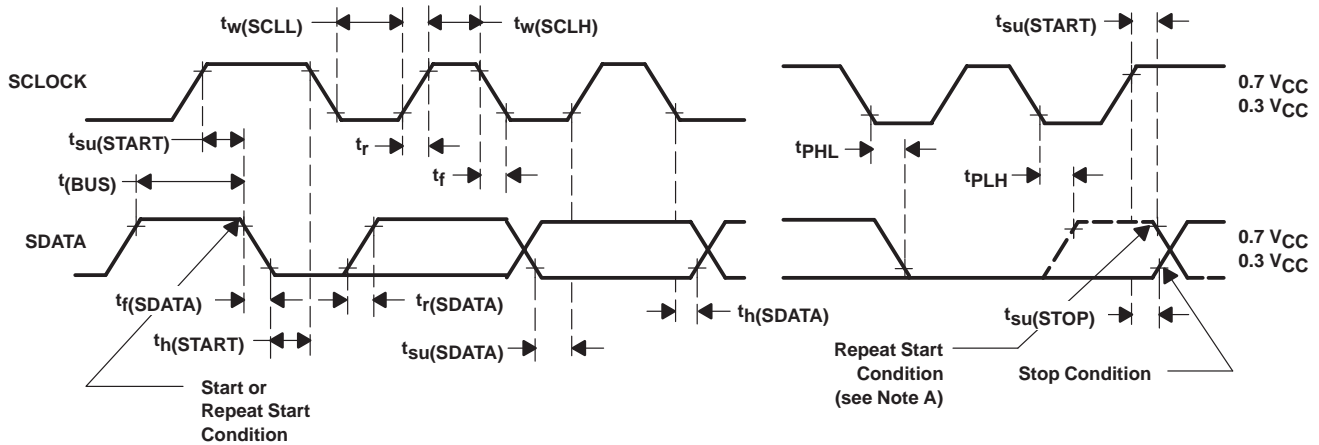 tw(SCLL)
tw(SCLH)
tsu(START)
SCLOCK
0.7 VCC
0.3 VCC
tsu(START)
tr
tPHL
t(BUS)
tf
tPLH
SDATA
0.7 VCC
0.3 VCC
tf(SDATA)
tr(SDATA)
th(SDATA)
tsu(STOP)
th(START)
tsu(SDATA)
Repeat Start
Condition
(see Note A)
Stop Condition
Start or
Repeat Start
Condition